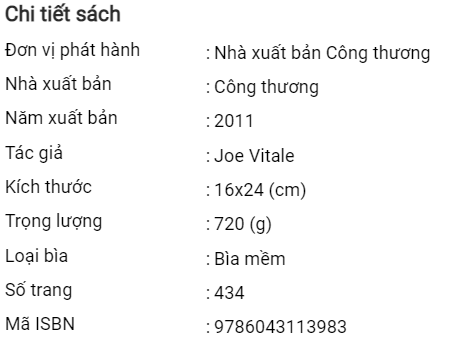 Chi tiết sách
Đơn vị phát hành : Nhà xuất bản Công thương
Nhà xuất bản : Công thương
Năm xuất bản : 2011
Tác giả : Joe Vitale
Kích thước : 16x24 (cm)
Trọng lượng : 720 (g)
Loại bìa : Bìa mềm
Số trang : 434
Mã ISBN : 9786043113983